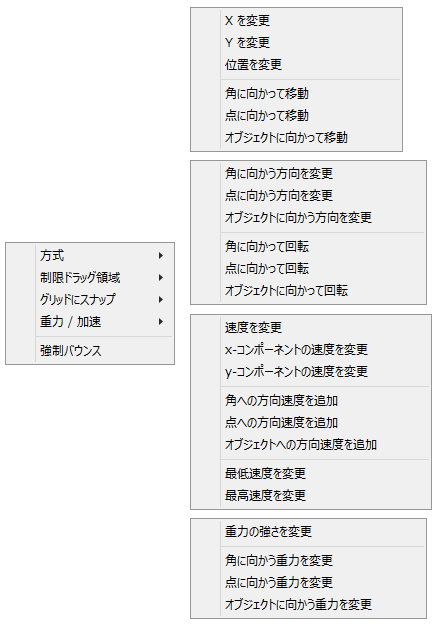 X を変更
Y を変更
位置を変更
角に向かって移動
点に向かって移動
オブジェクトに向かって移動
角に向かう方向を変更
点に向かう方向を変更
オブジェクトに向かう方向を変更
角に向かって回転
点に向かって回転
オブジェクトに向かって回転
方式
制限ドラッグ領域
グリッドにスナップ
重力 / 加速
強制バウンス
速度を変更
x-コンポーネントの速度を変更
y-コンポーネントの速度を変更
角への方向速度を追加
点への方向速度を追加
オブジェクトへの方向速度を追加
最低速度を変更
最高速度を変更
重力の強さを変更
角に向かう重力を変更
点に向かう重力を変更
オブジェクトに向かう重力を変更